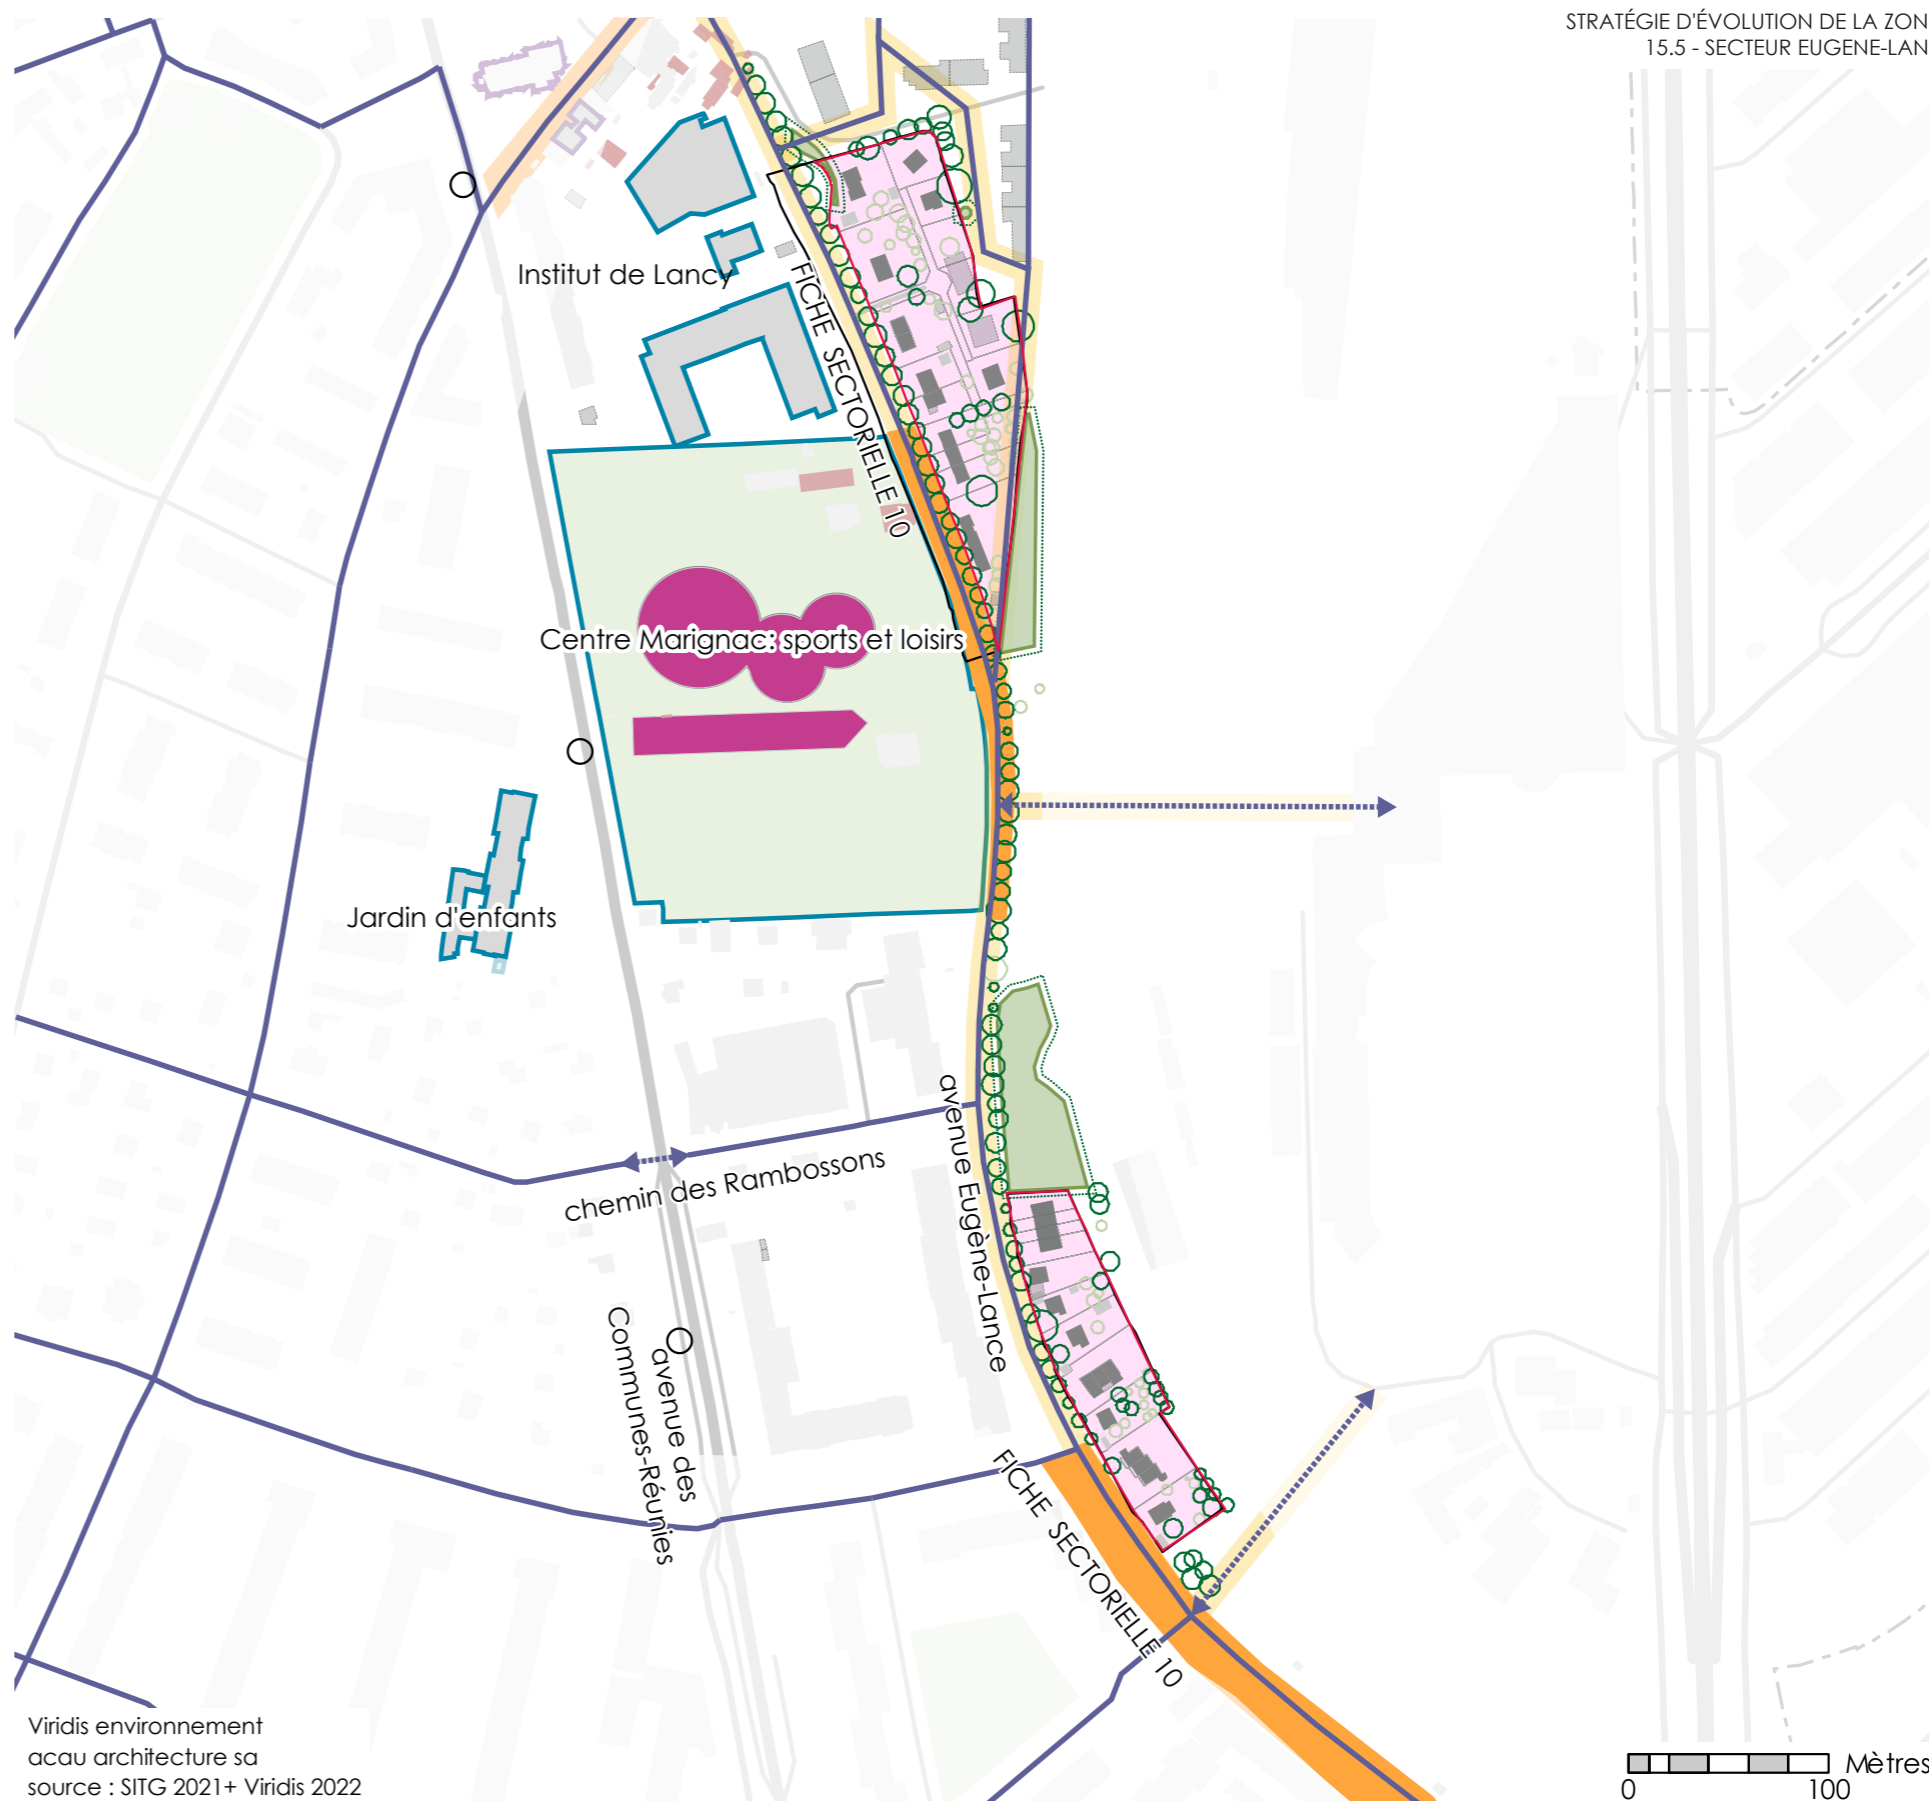 STRATÉGIE D'ÉVOLUTION DE LA ZON
15.5 - SECTEUR EUGENE-LAN
Institut de Lancy
FICHE SECTORIELLE 10
Centre Marignac: sports et loisirs
Jardin d'enfants
chemin des Rambossons
avenue Eugène-Lance
avenue des
Communes-Réunies
FICHE SECTORIELLE 10
Viridis environnement
acau architecture sa
source : SITG 2021+ Viridis 2022
Mètres
0 100